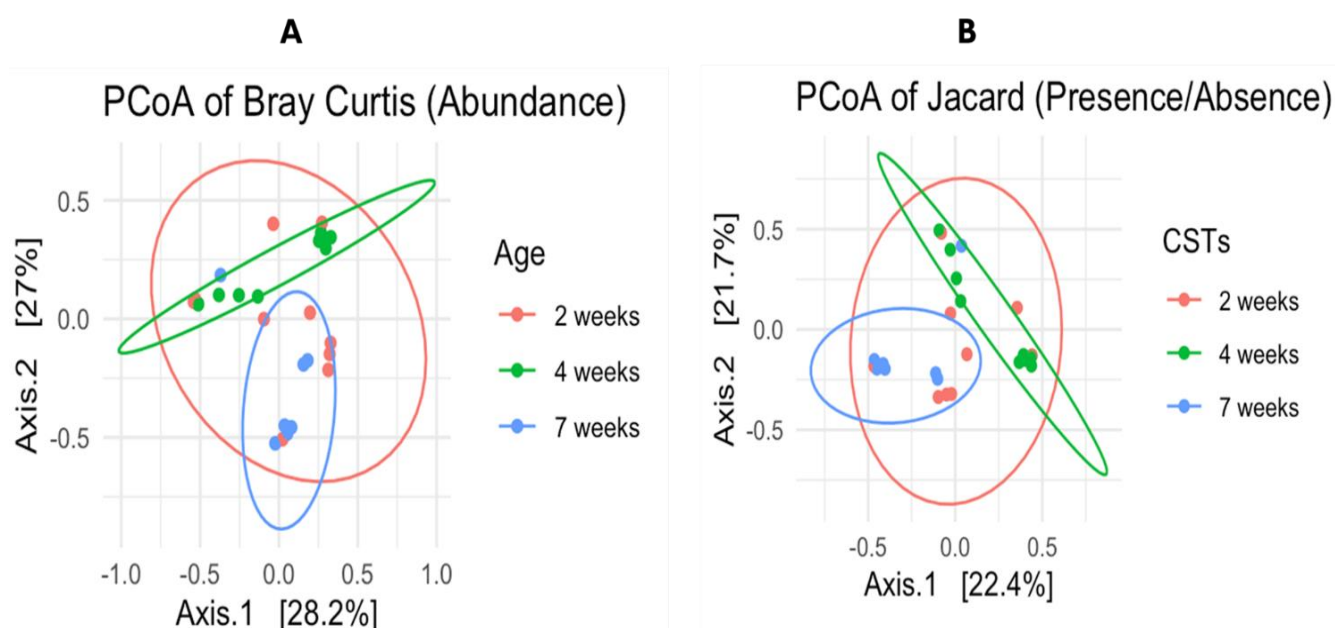 A
PCoA of Bray Curtis (Abundance)
0.5
0.0
-0.5
Axis.2 [27%]
-1.0 -0.5 0.0 0.5 1.0
Axis.1 [28.2%]
Age
2 weeks
4 weeks
7 weeks
B
PCoA of Jacard (Presence/Absence)
0.5
0.0
-0.5
Axis.2 [21.7%]
-0.5 0.0 0.5
Axis.1 [22.4%]
CSTs
2 weeks
4 weeks
7 weeks